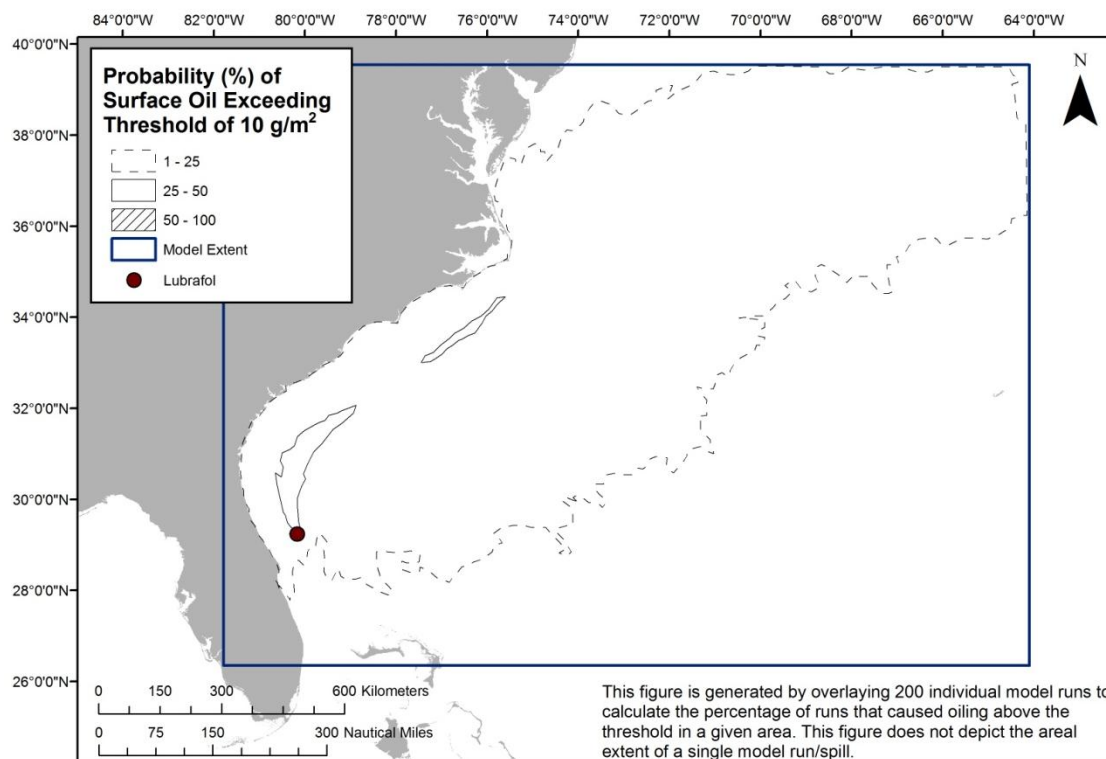 84°0'0"W 82°0'0"W 80°0'0"W 78°0'0"W 76°0'0"W 74°0'0"W 72°0'0"W 70°0'0"W 68°0'0"W 66°0'0"W 64°0'0"W
40°0'0"N
38°0'0"N
36°0'0"N
34°0'0"N
32°0'0"N
30°0'0"N
28°0'0"N
26°0'0"N
Probability (%) of
Surface Oil Exceeding
Threshold of 10 g/m²
1 - 25
25 - 50
50 - 100
Model Extent
Lubrafol
N
0 150 300 600 Kilometers
0 75 150 300 Nautical Miles
This figure is generated by overlaying 200 individual model runs to
calculate the percentage of runs that caused oiling above the
threshold in a given area. This figure does not depict the areal
extent of a single model run/spill.